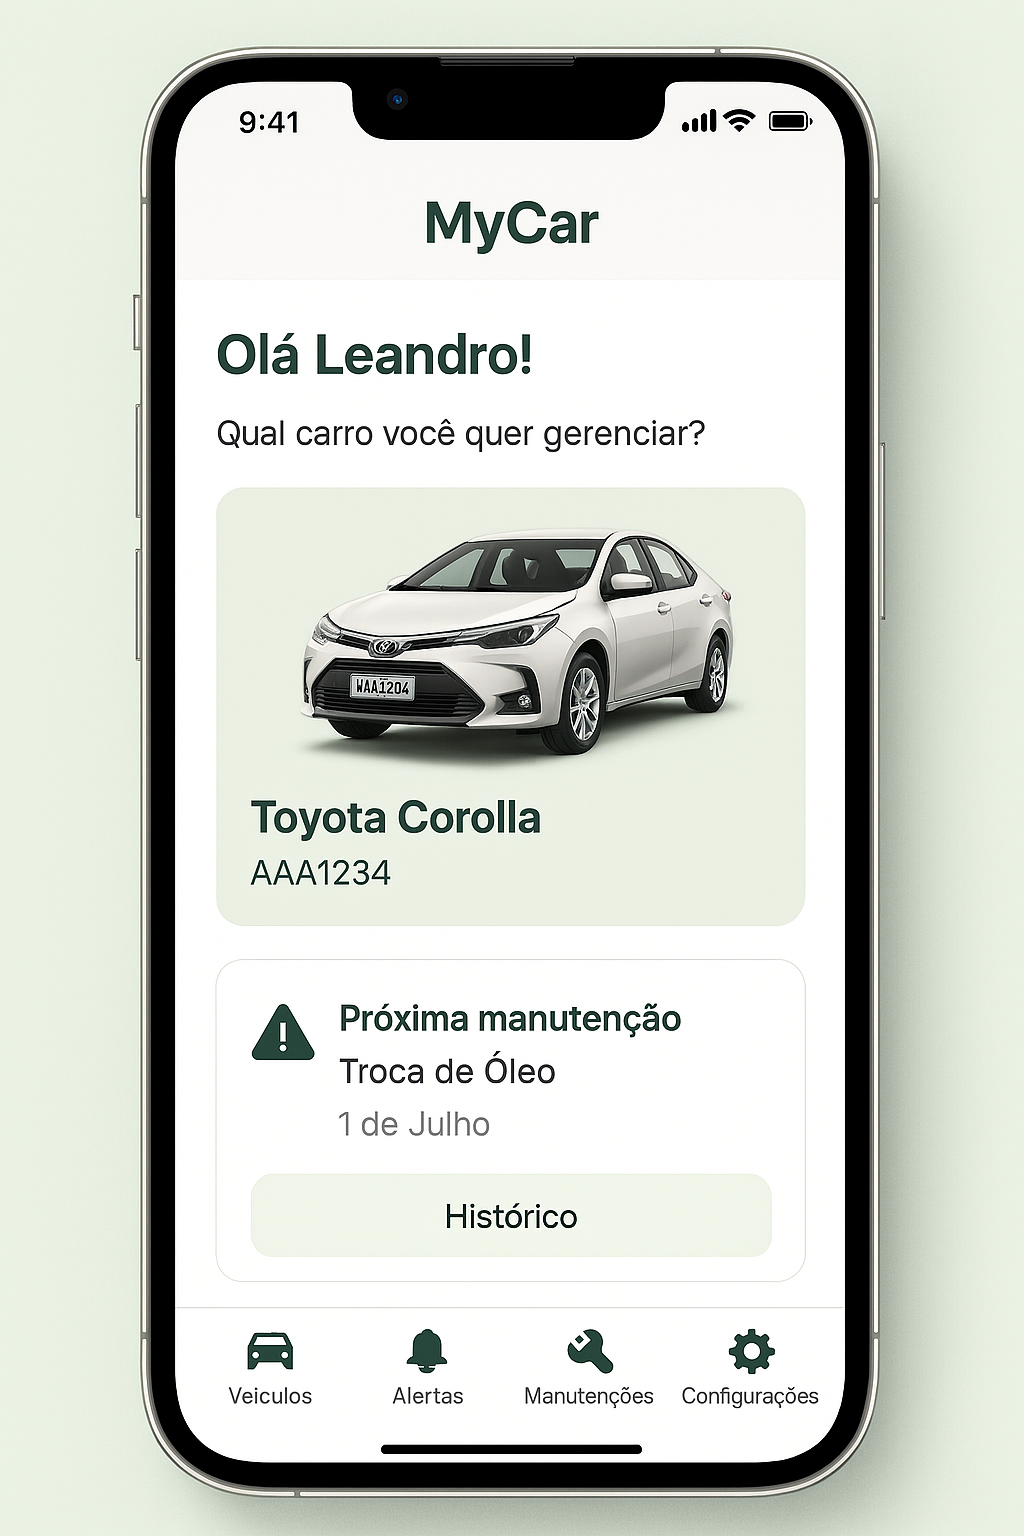 9:41
MyCar
Olá Leandro!
Qual carro você quer gerenciar?
WAA1204
Toyota Corolla
AAA1234
Próxima manutenção
Troca de Óleo
1 de Julho
Histórico
Veiculos
Alertas
Manutenções
Configurações